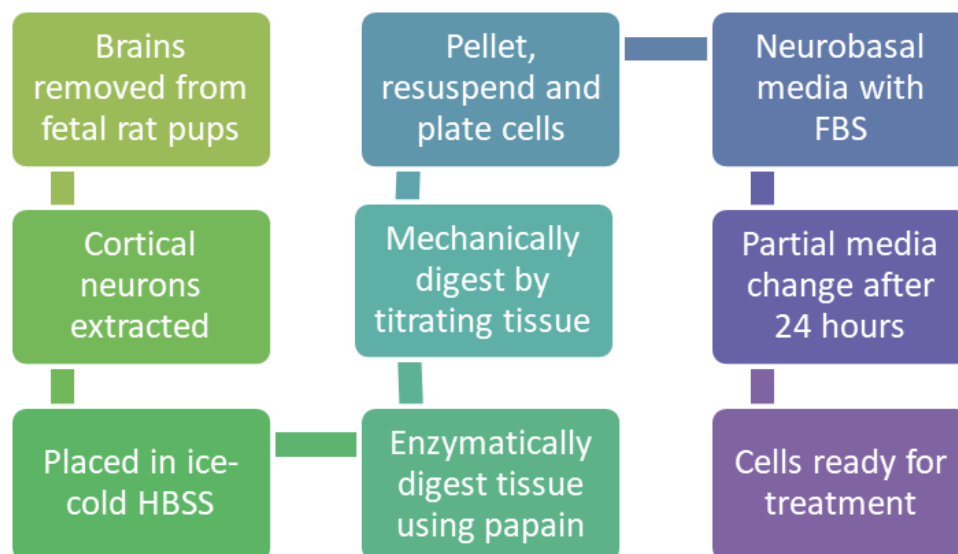 Brains
removed from
fetal rat pups
Cortical
neurons
extracted
Placed in ice-
cold HBSS
Enzymatically
digest tissue
using papain
Mechanically
digest by
titrating tissue
Pellet,
resuspend and
plate cells
Neurobasal
media with
FBS
Partial media
change after
24 hours
Cells ready for
treatment